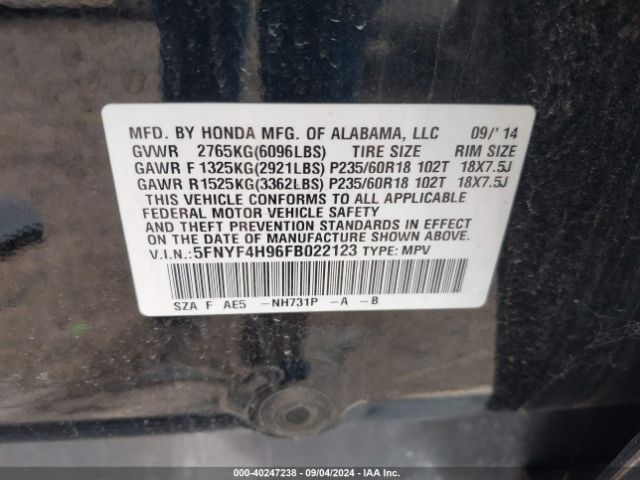 MFD. BY HONDA MFG. OF ALABAMA, LLC 09/' 14
GVWR 2765KG(6096LBS) TIRE SIZE RIM SIZE
GAWR F 1325KG(2921LBS) P235/60R18 102T 18X7.5J
GAWR R1525KG(3362LBS) P235/60R18 102T 18X7.5J
THIS VEHICLE CONFORMS TO ALL APPLICABLE
FEDERAL MOTOR VEHICLE SAFETY
AND THEFT PREVENTION STANDARDS IN EFFECT
ON THE DATE OF MANUFACTURE SHOWN ABOVE.
V.I.N.:5FNYF4H96FB022123 TYPE: MPV
SZA F AE5 -NH731P -A -B
000-40247238 - 09/04/2024 - IAA Inc.